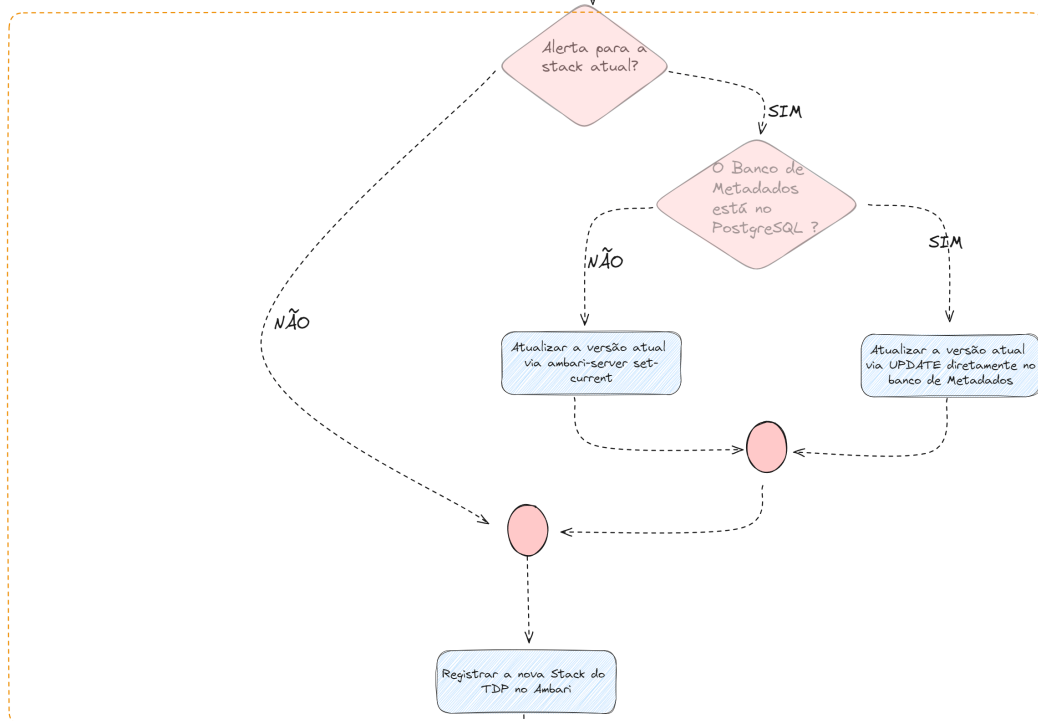 Alerta para a
stack atual?
SIM
O Banco de
Metadados
está no
PostgreSQL ?
SIM
NÃO
NÃO
Atualizar a versão atual
via ambari-server set-
current
Atualizar a versão atual
via UPDATE diretamente no
banco de Metadados
Registrar a nova Stack do
TDP no Ambari